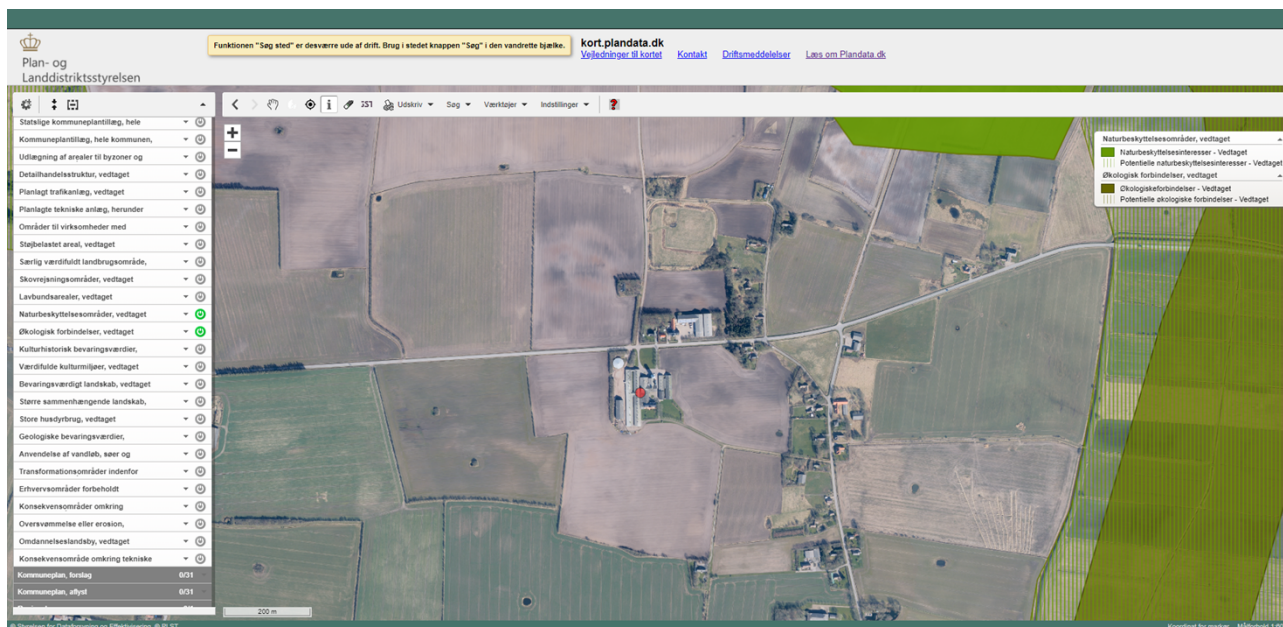 Plan- og
Landdistriktsstyrelsen
Funktionen "Søg sted" er desværre ude af drift. Brug i stedet knappen "Søg" i den vandrette bjælke.
kort.plandata.dk
Vejledninger til kortet Kontakt Driftsmeddelelser Læs om Plandata.dk
Udskriv Søg Værktøjer Indstillinger
Statslige kommuneplantillæg, hele
Kommuneplantillæg, hele kommunen,
Udlægning af arealer til byzoner og
Detailhandelsstruktur, vedtaget
Planlagt trafikanlæg, vedtaget
Planlagte tekniske anlæg, herunder
Områder til virksomheder med
Støjbelastet areal, vedtaget
Særlig værdifuldt landbrugsområde,
Skovrejsningsområder, vedtaget
Lavbundsarealer, vedtaget
Naturbeskyttelsesområder, vedtaget
Økologisk forbindelser, vedtaget
Kulturhistorisk bevaringsværdier,
Værdifulde kulturmiljøer, vedtaget
Bevaringsværdigt landskab, vedtaget
Større sammenhængende landskab,
Store husdyrbrug, vedtaget
Geologiske bevaringsværdier,
Anvendelse af vandløb, søer og
Transformationsområder indenfor
Erhvervsområder forbeholdt
Konsekvensområder omkring
Oversvømmelse eller erosion,
Omdannelseslandsby, vedtaget
Konsekvensområde omkring tekniske
Kommuneplan, forslag 0/31
Kommuneplan, aflyst 0/31
Naturbeskyttelsesområder, vedtaget
Naturbeskyttelsesinteresser - Vedtaget
Potentielle naturbeskyttelsesinteresser - Vedtaget
Økologisk forbindelser, vedtaget
Økologiskeforbindelser - Vedtaget
Potentielle økologiske forbindelser - Vedtaget
200 m